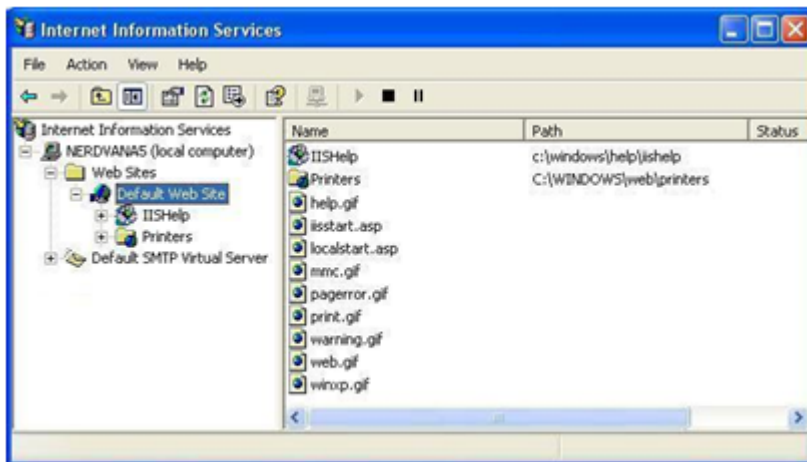 Internet Information Services
File Action View Help
Internet Information Services
NERDVANA5 (local computer)
Web Sites
Default Web Site
IISHelp
Printers
Default SMTP Virtual Server
Name Path Status
IISHelp c:\windows\help\iishelp
Printers C:\WINDOWS\web\printers
help.gif
iisstart.asp
localstart.asp
mmc.gif
pagerror.gif
print.gif
warning.gif
web.gif
winxp.gif